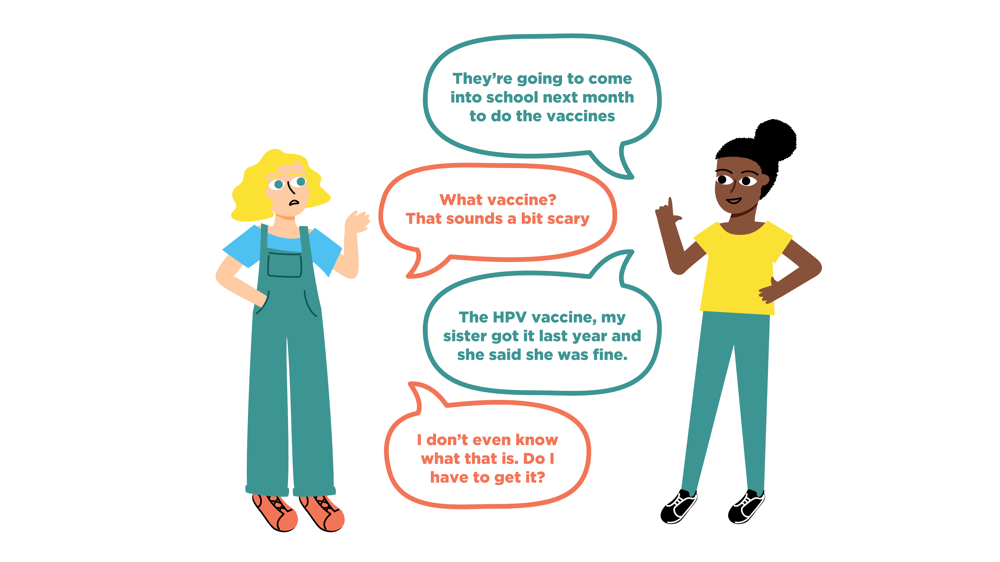 They’re going to come
into school next month
to do the vaccines
What vaccine?
That sounds a bit scary
The HPV vaccine, my
sister got it last year and
she said she was fine.
I don’t even know
what that is. Do I
have to get it?